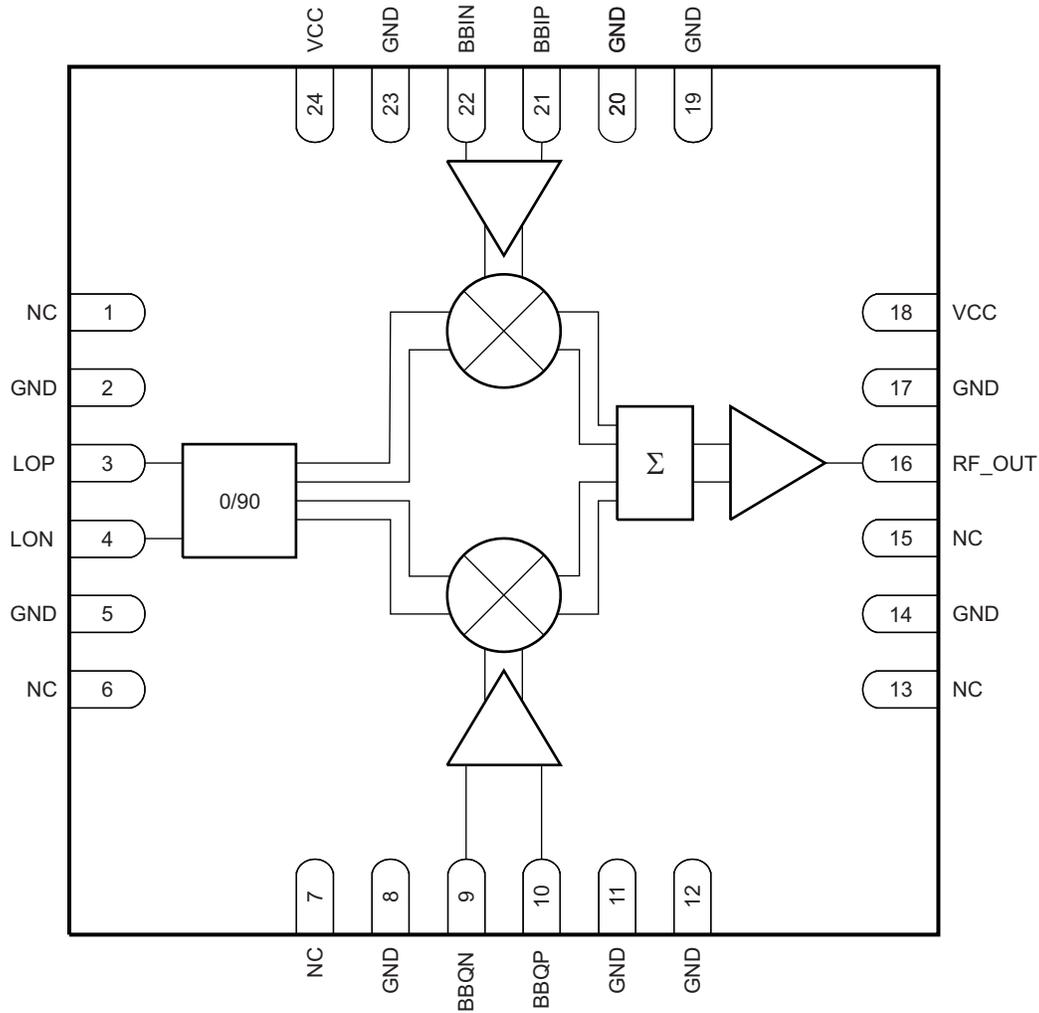 VCC
GND
BBIN
BBIP
GND
GND
24
23
22
21
20
19
NC 1
18 VCC
GND 2
17 GND
LOP 3
0/90
Σ
16 RF_OUT
LON 4
15 NC
GND 5
14 GND
NC 6
13 NC
7
8
9
10
11
12
NC
GND
BBQN
BBQP
GND
GND